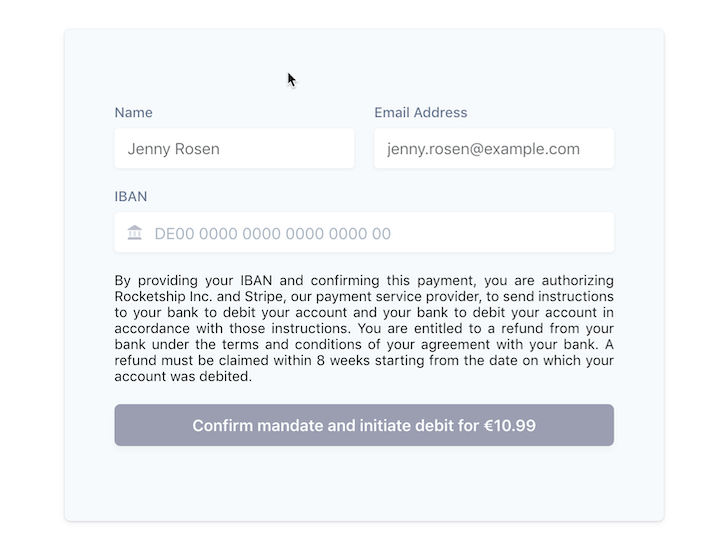 Name Email Address
Jenny Rosen jenny.rosen@example.com
IBAN
DE00 0000 0000 0000 0000 00
By providing your IBAN and confirming this payment, you are authorizing
Rocketship Inc. and Stripe, our payment service provider, to send instructions
to your bank to debit your account and your bank to debit your account in
accordance with those instructions. You are entitled to a refund from your
bank under the terms and conditions of your agreement with your bank. A
refund must be claimed within 8 weeks starting from the date on which your
account was debited.
Confirm mandate and initiate debit for €10.99